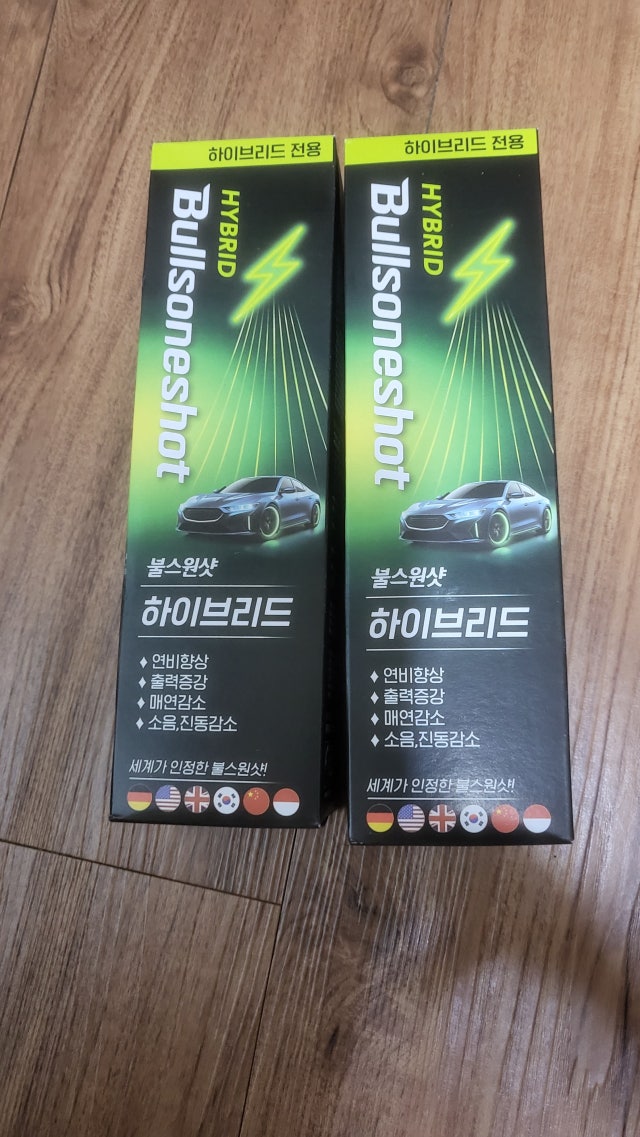 하이브리드 전용
HYBRID
Bullsoneshot
불스원샷
하이브리드
♦ 연비향상
♦ 출력증강
♦ 매연감소
♦ 소음,진동감소
세계가 인정한 불스원샷!
하이브리드 전용
HYBRID
Bullsoneshot
불스원샷
하이브리드
♦ 연비향상
♦ 출력증강
♦ 매연감소
♦ 소음,진동감소
세계가 인정한 불스원샷!